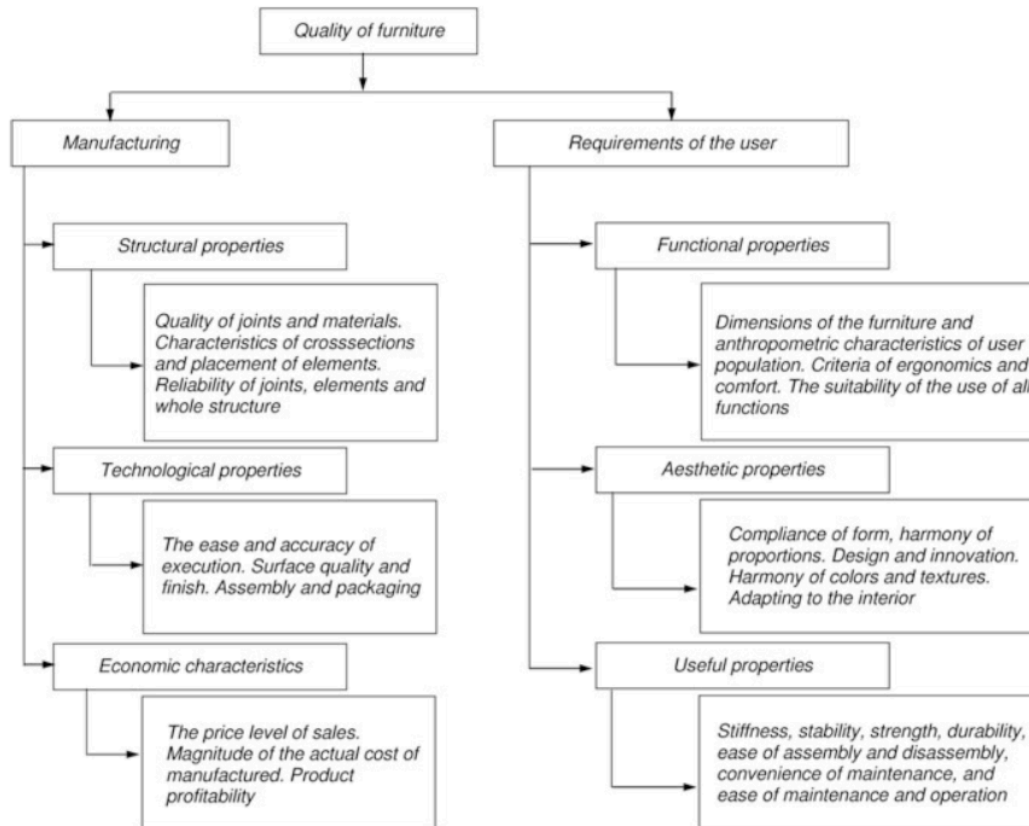 Quality of furniture
Manufacturing
Requirements of the user
Structural properties
Quality of joints and materials.
Characteristics of crosssections
and placement of elements.
Reliability of joints, elements and
whole structure
Technological properties
The ease and accuracy of
execution. Surface quality and
finish. Assembly and packaging
Economic characteristics
The price level of sales.
Magnitude of the actual cost of
manufactured. Product
profitability
Functional properties
Dimensions of the furniture and
anthropometric characteristics of user
population. Criteria of ergonomics and
comfort. The suitability of the use of all
functions
Aesthetic properties
Compliance of form, harmony of
proportions. Design and innovation.
Harmony of colors and textures.
Adapting to the interior
Useful properties
Stiffness, stability, strength, durability,
ease of assembly and disassembly,
convenience of maintenance, and
ease of maintenance and operation